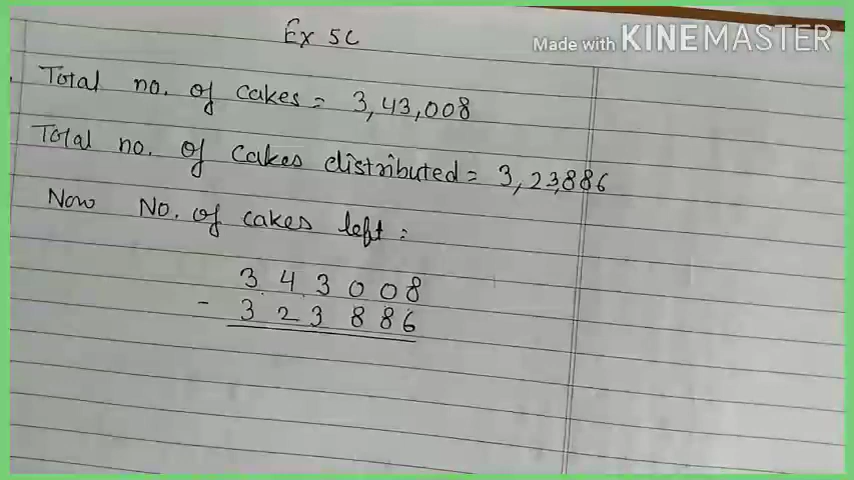 Ex 5C
Made with KINEMASTER
Total no. of cakes = 3,43,008
Total no. of cakes distributed = 3,23,886
Now No. of cakes left =
3 4 3 0 0 8
- 3 2 3 8 8 6